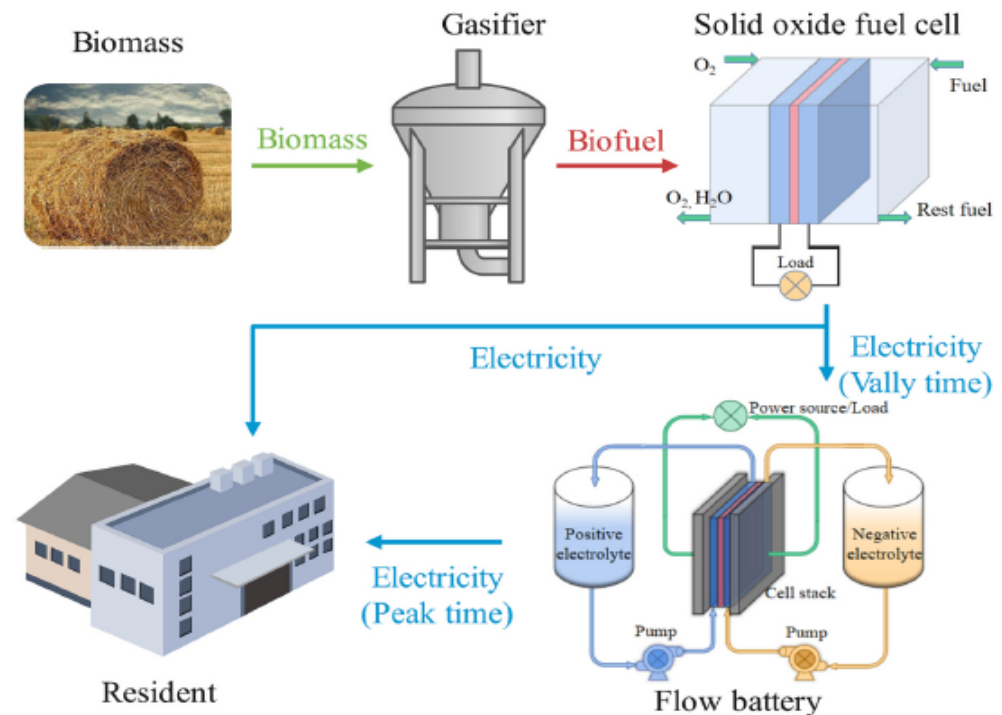 Biomass
Gasifier
Solid oxide fuel cell
O₂
Fuel
Biomass
Biofuel
O₂, H₂O
Rest fuel
Load
Electricity
Electricity
(Vally time)
Power source/Load
Positive
electrolyte
Negative
electrolyte
Cell stack
Electricity
(Peak time)
Pump
Pump
Resident
Flow battery